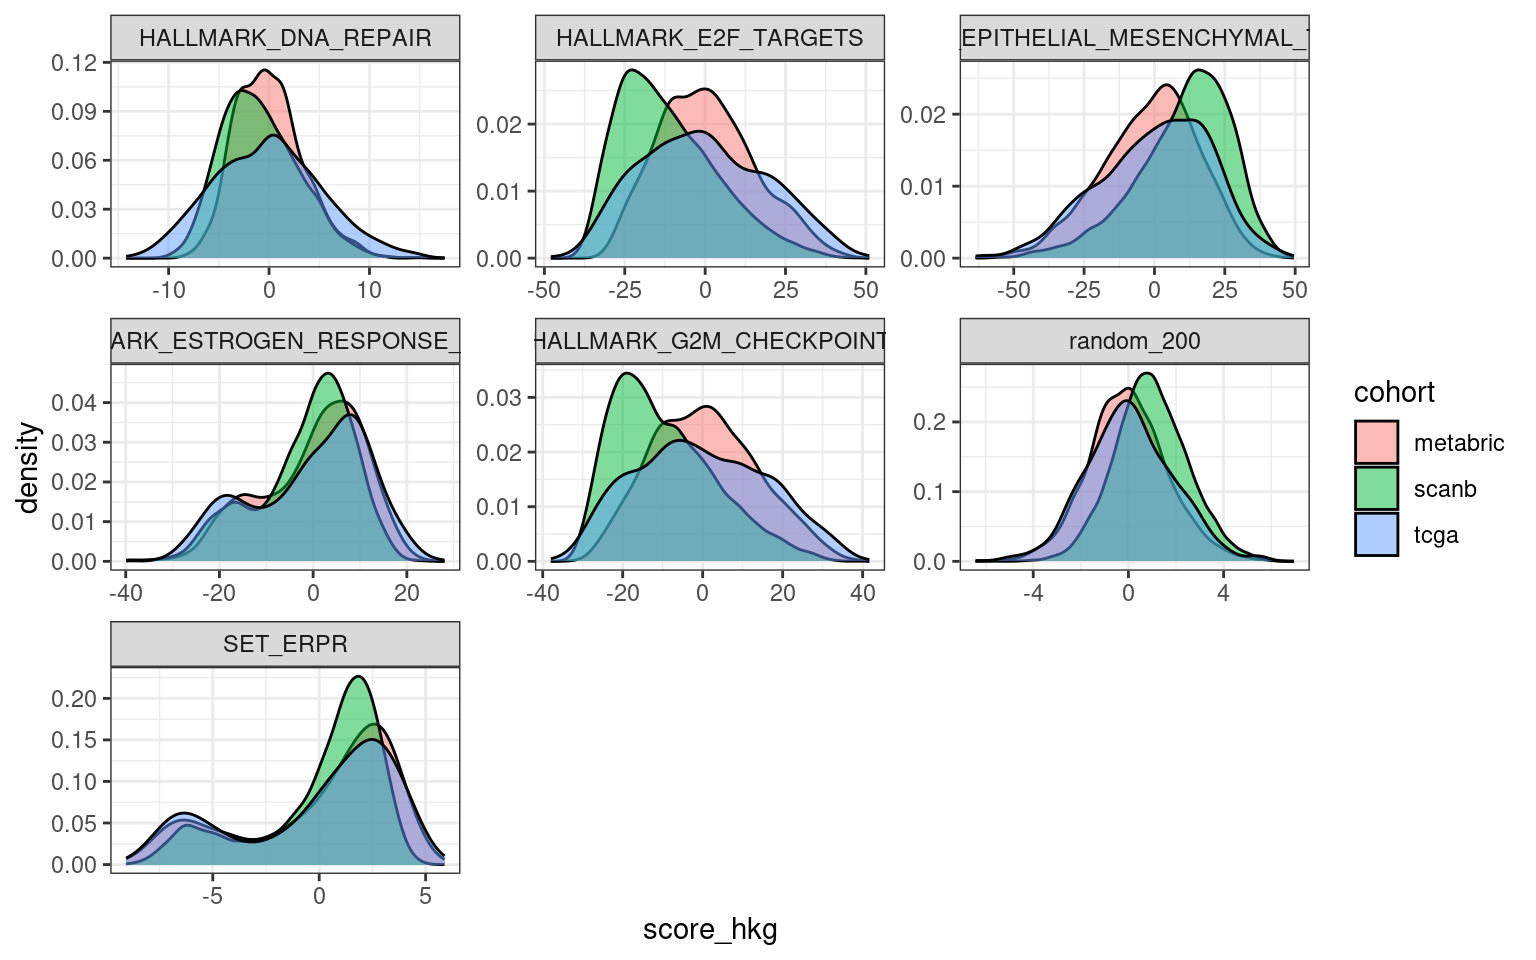 HALLMARK_DNA_REPAIR
HALLMARK_E2F_TARGETS
_EPITHELIAL_MESENCHYMAL_
0.12
0.09
0.06
0.03
0.00
-10 0 10
0.02
0.01
0.00
-50 -25 0 25 50
0.02
0.01
0.00
-50 -25 0 25 50
ARK_ESTROGEN_RESPONSE_
HALLMARK_G2M_CHECKPOINT
random_200
0.04
0.03
0.02
0.01
0.00
-40 -20 0 20
0.03
0.02
0.01
0.00
-40 -20 0 20 40
0.2
0.1
0.0
-4 0 4
SET_ERPR
0.20
0.15
0.10
0.05
0.00
-5 0 5
density
score_hkg
cohort
metabric
scanb
tcga